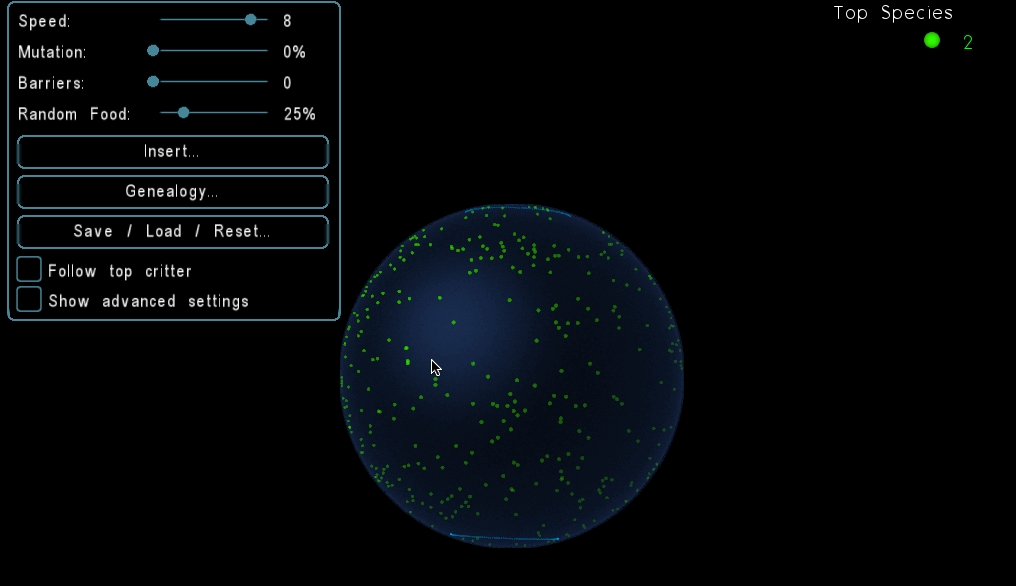 Speed: 8
Mutation: 0%
Barriers: 0
Random Food: 25%
Insert...
Genealogy...
Save / Load / Reset...
Follow top critter
Show advanced settings
Top Species
2